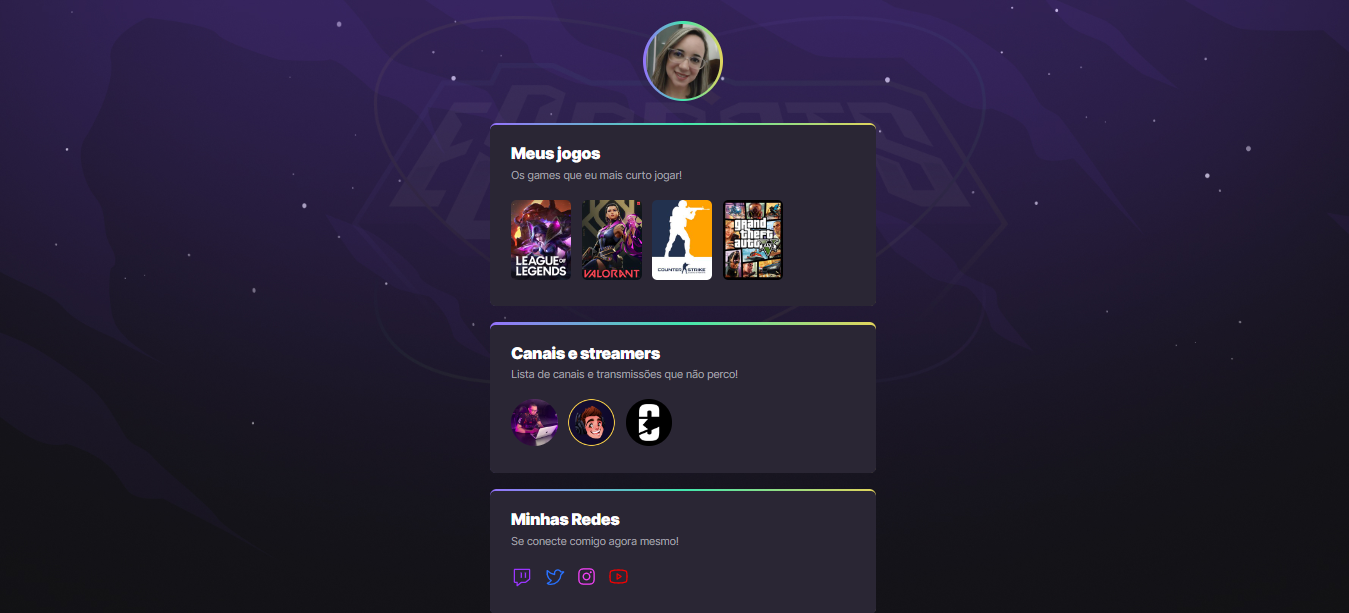 eSports
Meus jogos
Os games que eu mais curto jogar!
LEAGUE OF
LEGENDS
VALORANT
COUNTER STRIKE
grand
theft
auto
V
Canais e streamers
Lista de canais e transmissões que não perco!
Minhas Redes
Se conecte comigo agora mesmo!